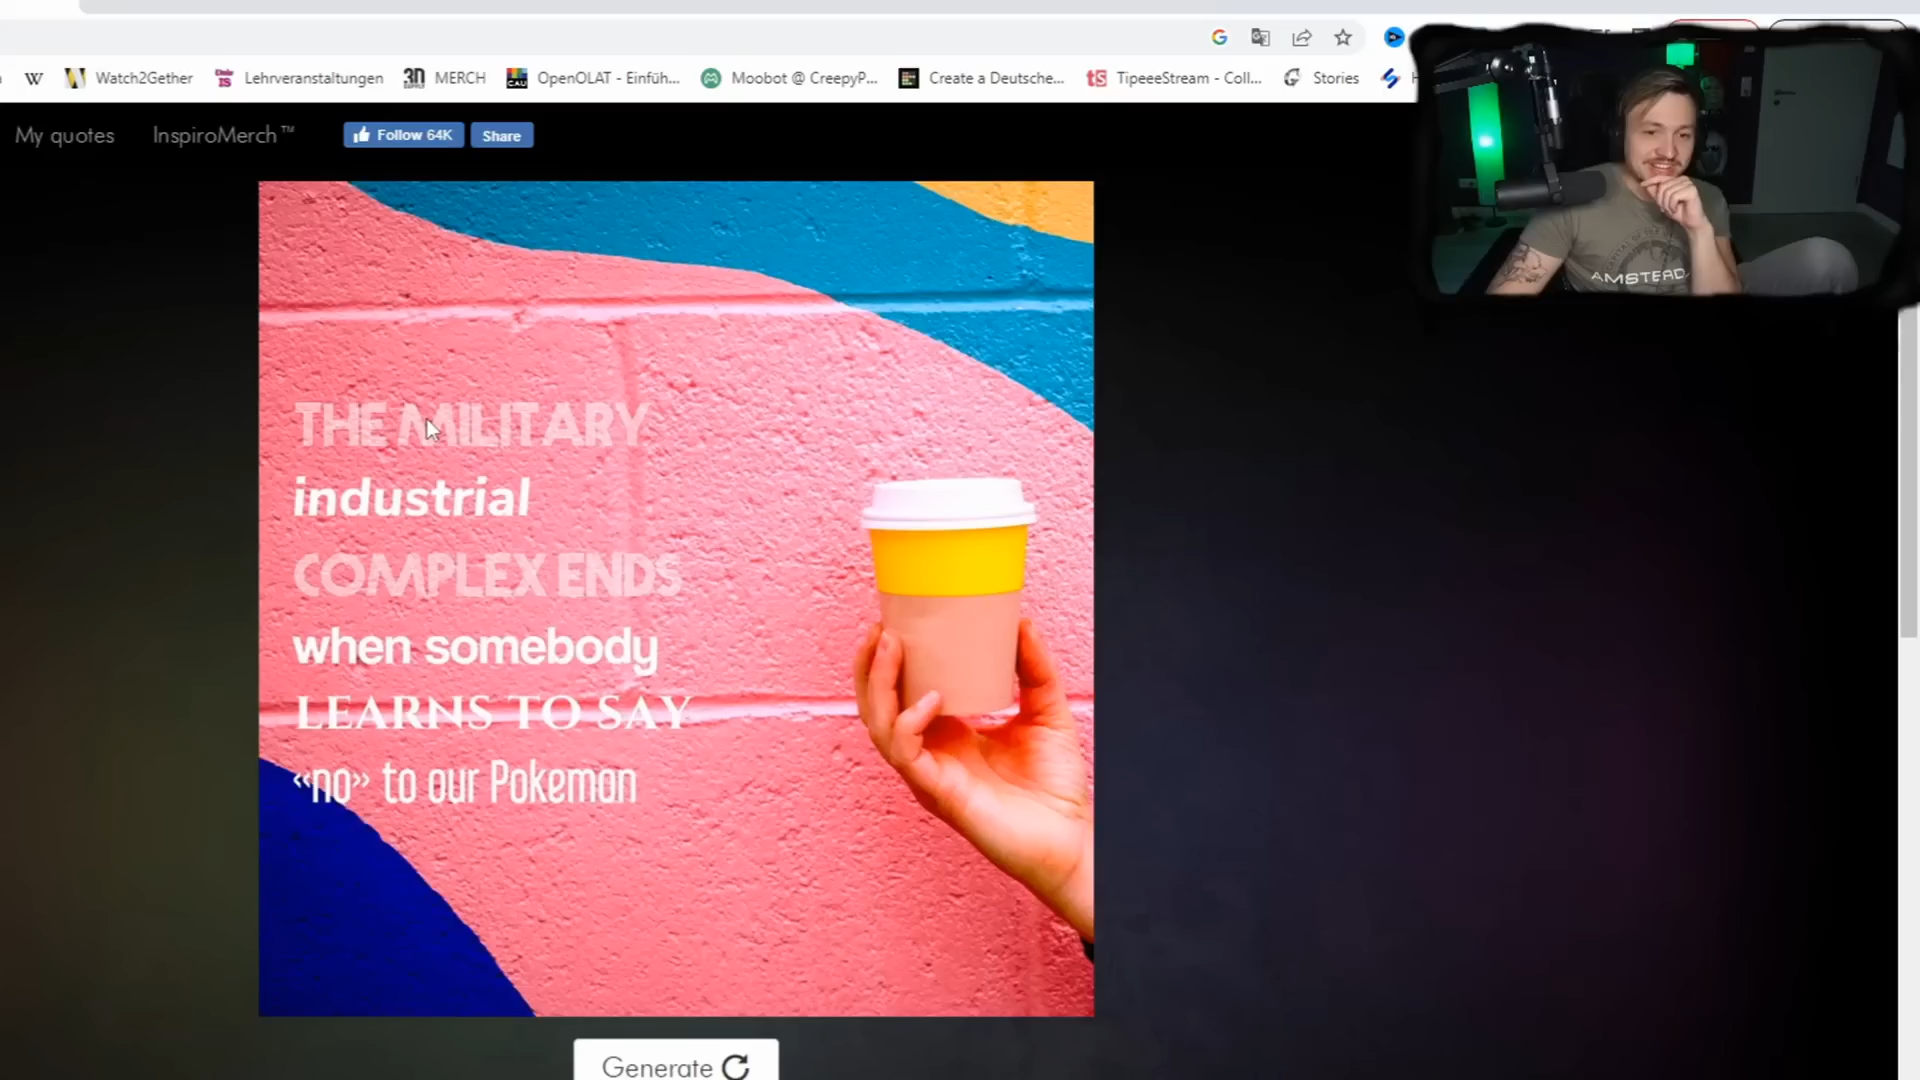 W Watch2Gether Lehrveranstaltungen MERCH OpenOLAT - Einfüh... Moobot @ CreepyP... Create a Deutsche... TipeeeStream - Coll... Stories
My quotes InspiroMerch™ Follow 64K Share
THE MILITARY
industrial
COMPLEX ENDS
when somebody
LEARNS TO SAY
«no» to our Pokemon
Generate
AMSTERD